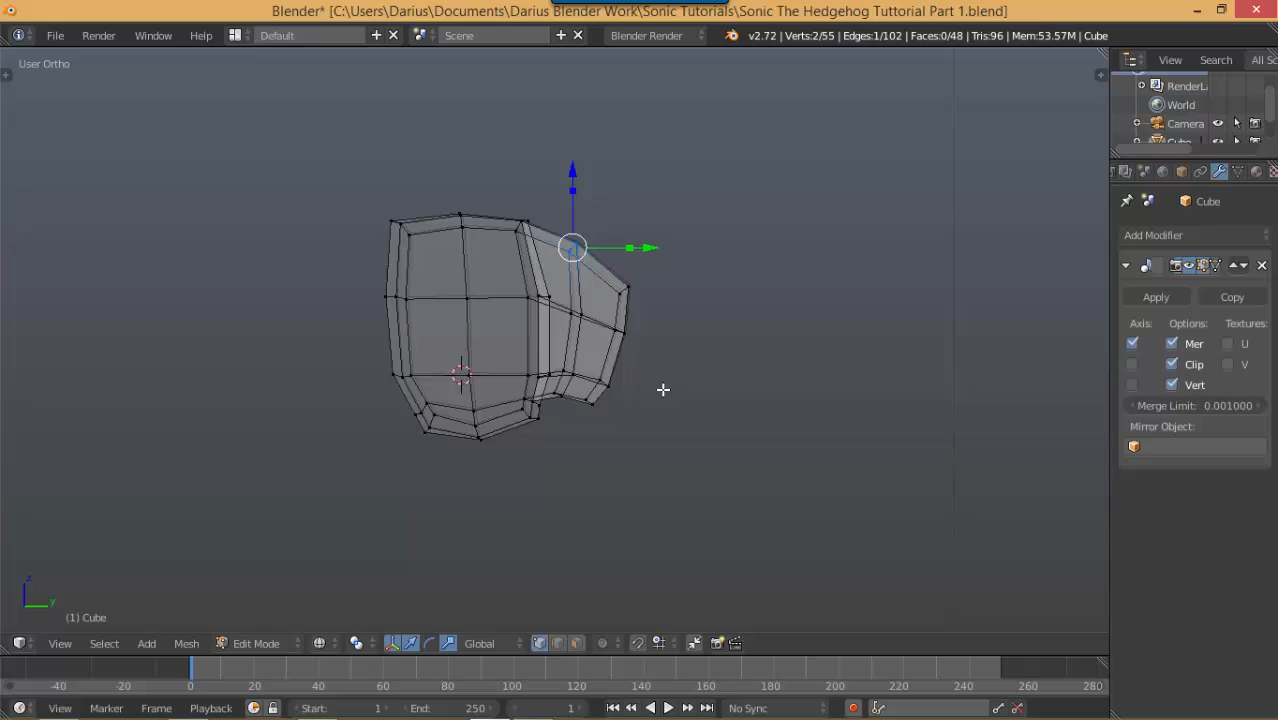 Blender* [C:\Users\Darius\Documents\Darius Blender Work\Sonic Tutorials\Sonic The Hedgehog Tuttorial Part 1.blend]
File Render Window Help Default Scene Blender Render v2.72 | Verts:2/55 | Edges:1/102 | Faces:0/48 | Tris:96 | Mem:53.57M | Cube
User Ortho
View Search All Sc
RenderL
World
Camera
Cube
Cube
Add Modifier
Apply Copy
Axis: Options: Textures:
Mer U
Clip V
Vert
Merge Limit: 0.001000
Mirror Object:
z
y
(1) Cube
View Select Add Mesh Edit Mode Global
-40 -20 0 20 40 60 80 100 120 140 160 180 200 220 240 260 280
View Marker Frame Playback Start: 1 End: 250 1 No Sync